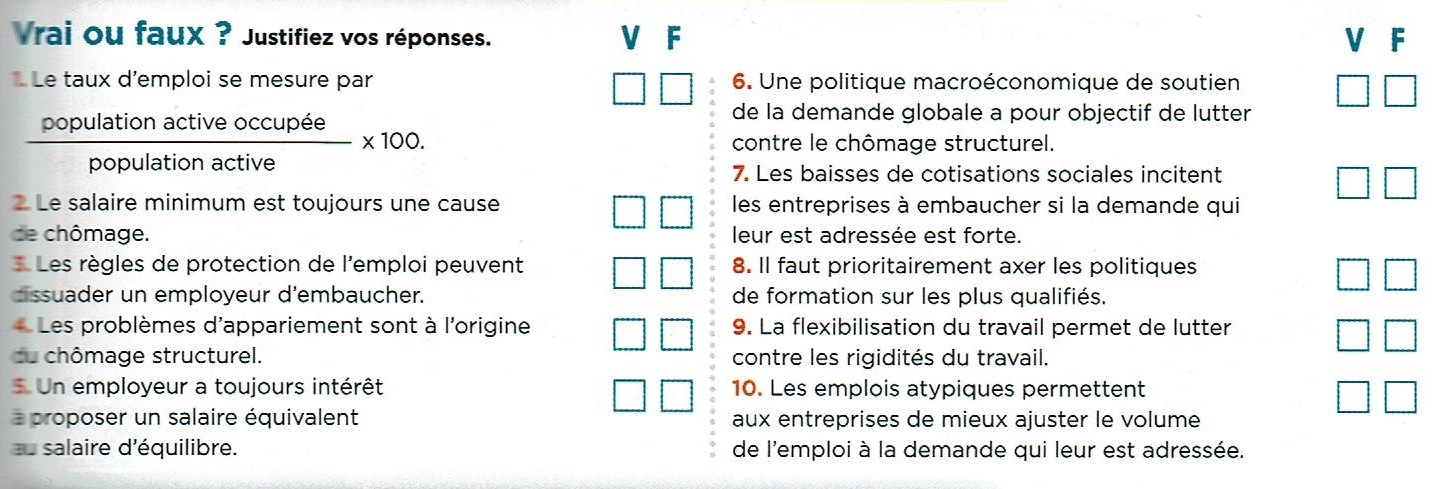 Vrai ou faux ? Justifiez vos réponses.
V F
1. Le taux d'emploi se mesure par
population active occupée
x 100.
population active
2. Le salaire minimum est toujours une cause
de chômage.
3. Les règles de protection de l'emploi peuvent
dissuader un employeur d'embaucher.
4. Les problèmes d'appariement sont à l'origine
du chômage structurel.
5. Un employeur a toujours intérêt
à proposer un salaire équivalent
au salaire d'équilibre.
V F
6. Une politique macroéconomique de soutien
de la demande globale a pour objectif de lutter
contre le chômage structurel.
7. Les baisses de cotisations sociales incitent
les entreprises à embaucher si la demande qui
leur est adressée est forte.
8. Il faut prioritairement axer les politiques
de formation sur les plus qualifiés.
9. La flexibilisation du travail permet de lutter
contre les rigidités du travail.
10. Les emplois atypiques permettent
aux entreprises de mieux ajuster le volume
de l'emploi à la demande qui leur est adressée.